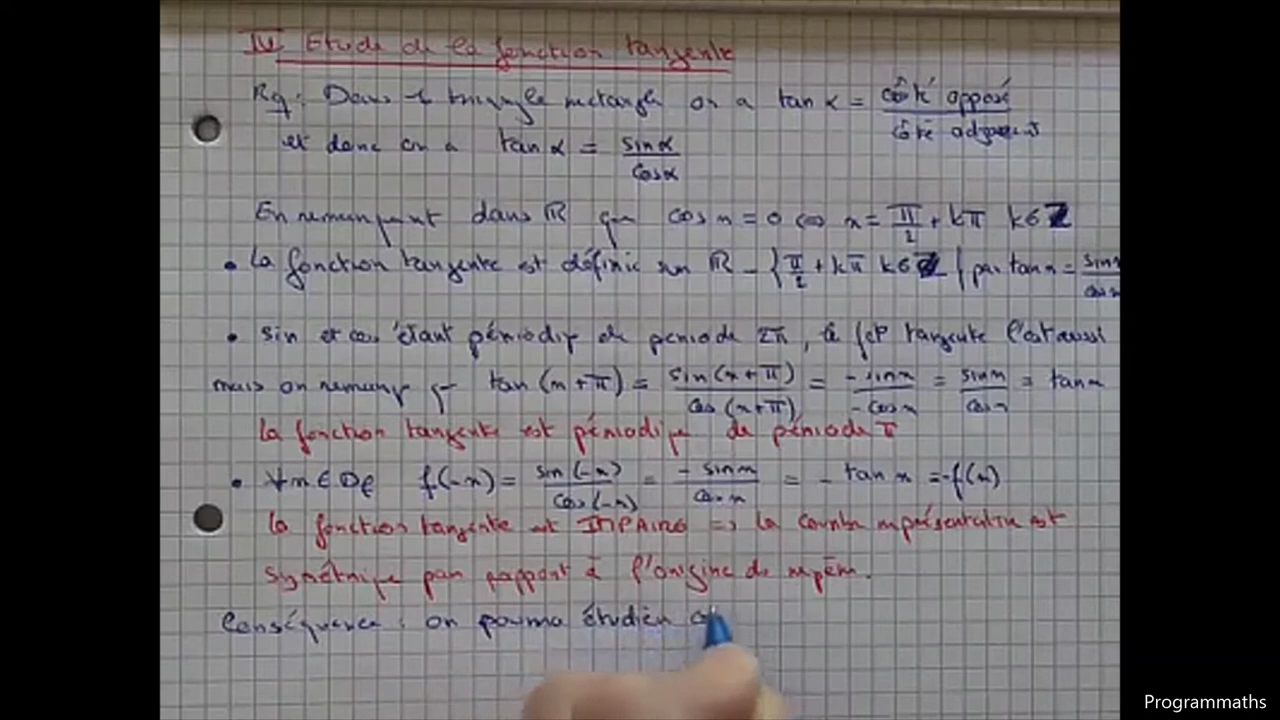 IV Etude de la fonction tangente
Rq : Dans 1 triangle rectangle on a tan α = côté opposé / côté adjacent
et donc on a tan α = sin α / cos α
En remarquant dans ℝ que cos x = 0 ⇔ x = π/2 + kπ k∈ℤ
• La fonction tangente est définie sur ℝ - {π/2 + kπ k∈ℤ} par tan x = sin x / cos x
• sin et cos étant périodiq de période 2π, la fct° tangente l'est aussi
mais on remarq q tan (x + π) = sin(x + π) / cos(x + π) = -sin x / -cos x = sin x / cos x = tan x
la fonction tangente est périodique de période π
• ∀x ∈ Df f(-x) = sin(-x) / cos(-x) = -sin x / cos x = - tan x = -f(x)
la fonction tangente est IMPAIRE => la courbe représentative est
symétrique par rapport à l'origine du repère.
Conséquence : on pourra étudier
Programmaths